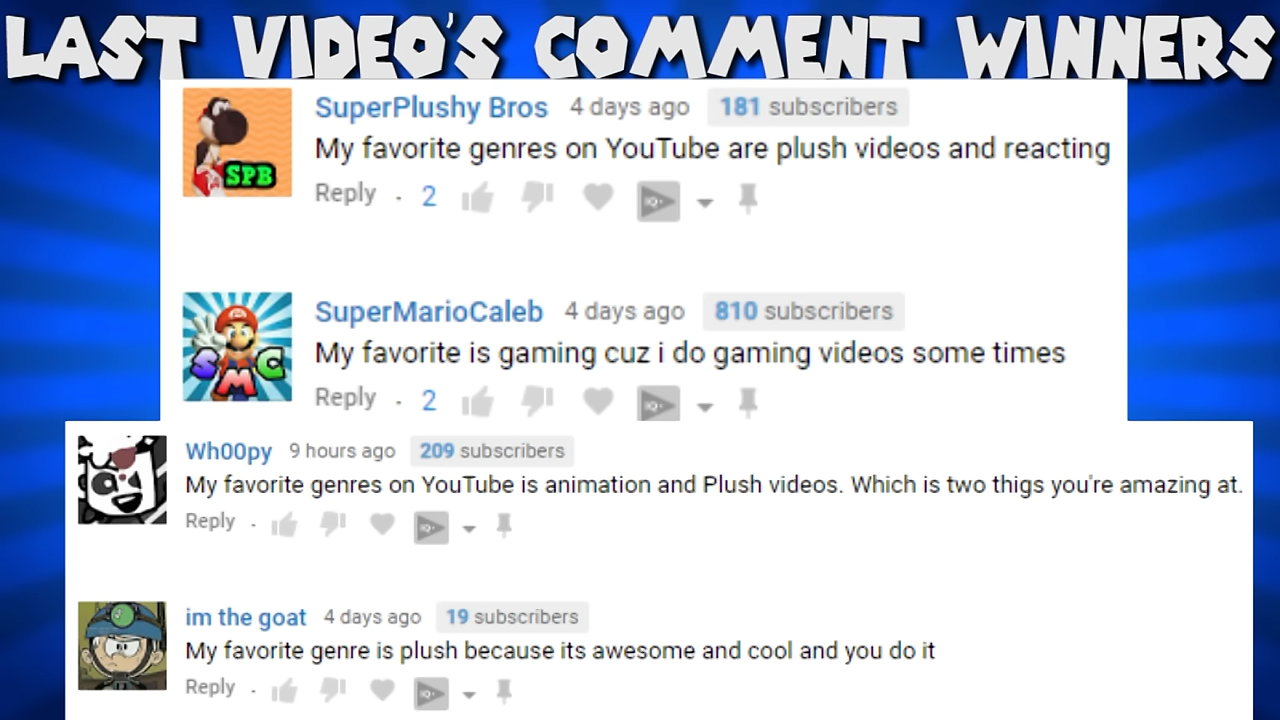 LAST VIDEO'S COMMENT WINNERS
SuperPlushy Bros 4 days ago 181 subscribers
My favorite genres on YouTube are plush videos and reacting
SPB
Reply · 2
SuperMarioCaleb 4 days ago 810 subscribers
My favorite is gaming cuz i do gaming videos some times
SMG
Reply · 2
Wh00py 9 hours ago 209 subscribers
My favorite genres on YouTube is animation and Plush videos. Which is two thigs you're amazing at.
Reply ·
im the goat 4 days ago 19 subscribers
My favorite genre is plush because its awesome and cool and you do it
Reply ·